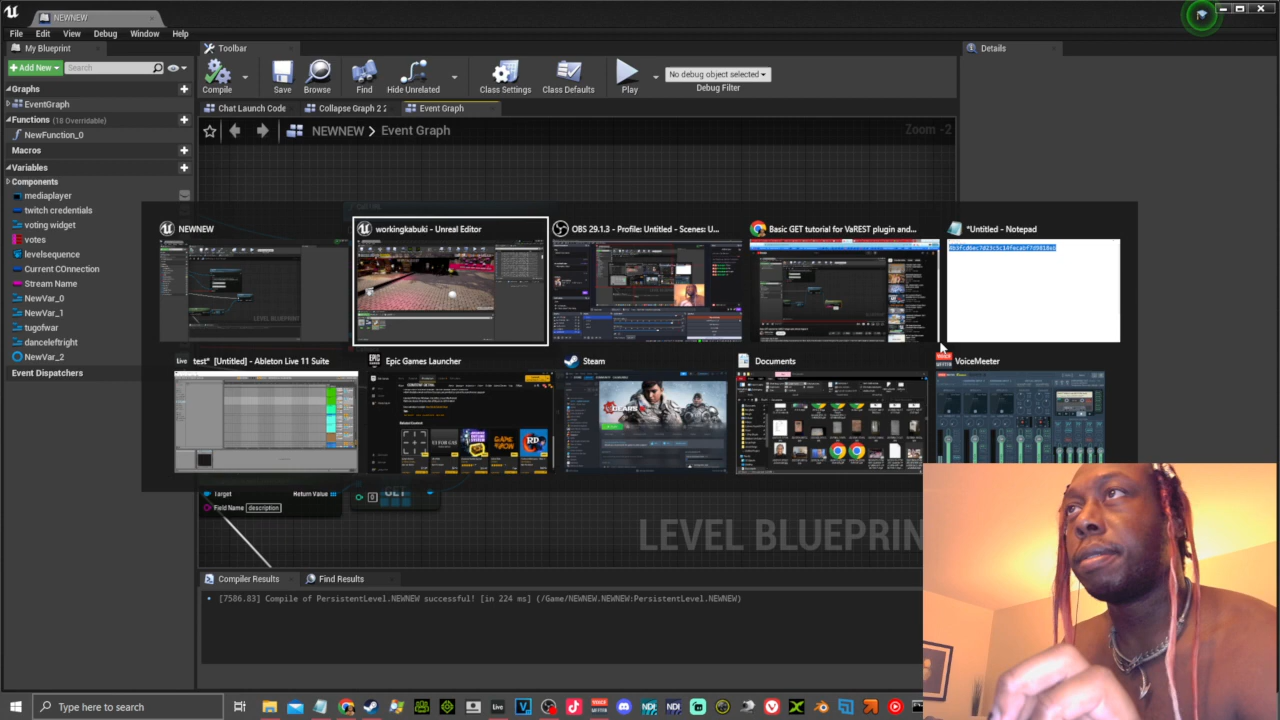 NEWNEW
File Edit View Debug Window Help
My Blueprint
Toolbar
Details
Add New
Search
Compile
Save
Browse
Find
Hide Unrelated
Class Settings
Class Defaults
Play
No debug object selected
Debug Filter
Graphs
EventGraph
Functions (18 Overridable)
NewFunction_0
Macros
Variables
Components
mediaplayer
twitch credentials
voting widget
votes
levelsequence
Current COnnection
Stream Name
NewVar_0
NewVar_1
tugofwar
danceleftright
NewVar_2
Event Dispatchers
Chat Launch Code
Collapse Graph 2 2
Event Graph
NEWNEW > Event Graph
Zoom -2
NEWNEW
workingkabuki - Unreal Editor
OBS 29.1.3 - Profile: Untitled - Scenes: U...
Basic GET tutorial for VaREST plugin and...
*Untitled - Notepad
LEVEL BLUEPRINT
Live test* [Untitled] - Ableton Live 11 Suite
Epic Games Launcher
Steam
Documents
VoiceMeeter
Target
Return Value
Field Name description
0
GET
LEVEL BLUEPRIN
Compiler Results
Find Results
[7586.83] Compile of PersistentLevel.NEWNEW successful! [in 224 ms] (/Game/NEWNEW.NEWNEW:PersistentLevel.NEWNEW)
Type here to search